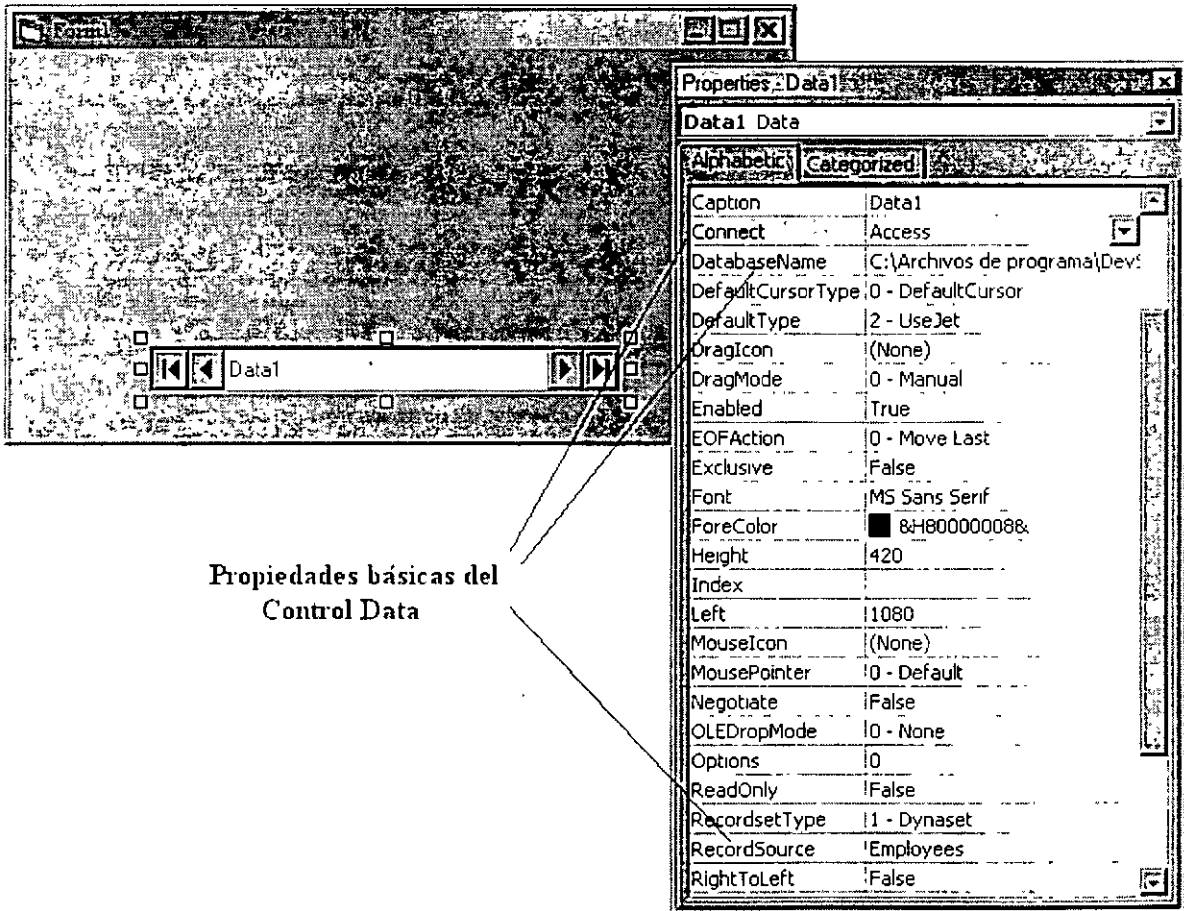 Form1
Data1
Propiedades básicas del
Control Data
Properties - Data1
Data1 Data
Alphabetic Categorized
Caption Data1
Connect Access
DatabaseName C:\Archivos de programa\DevS
DefaultCursorType 0 - DefaultCursor
DefaultType 2 - UseJet
DragIcon (None)
DragMode 0 - Manual
Enabled True
EOFAction 0 - Move Last
Exclusive False
Font MS Sans Serif
ForeColor &H80000008&
Height 420
Index
Left 1080
MouseIcon (None)
MousePointer 0 - Default
Negotiate False
OLEDropMode 0 - None
Options 0
ReadOnly False
RecordsetType 1 - Dynaset
RecordSource Employees
RightToLeft False